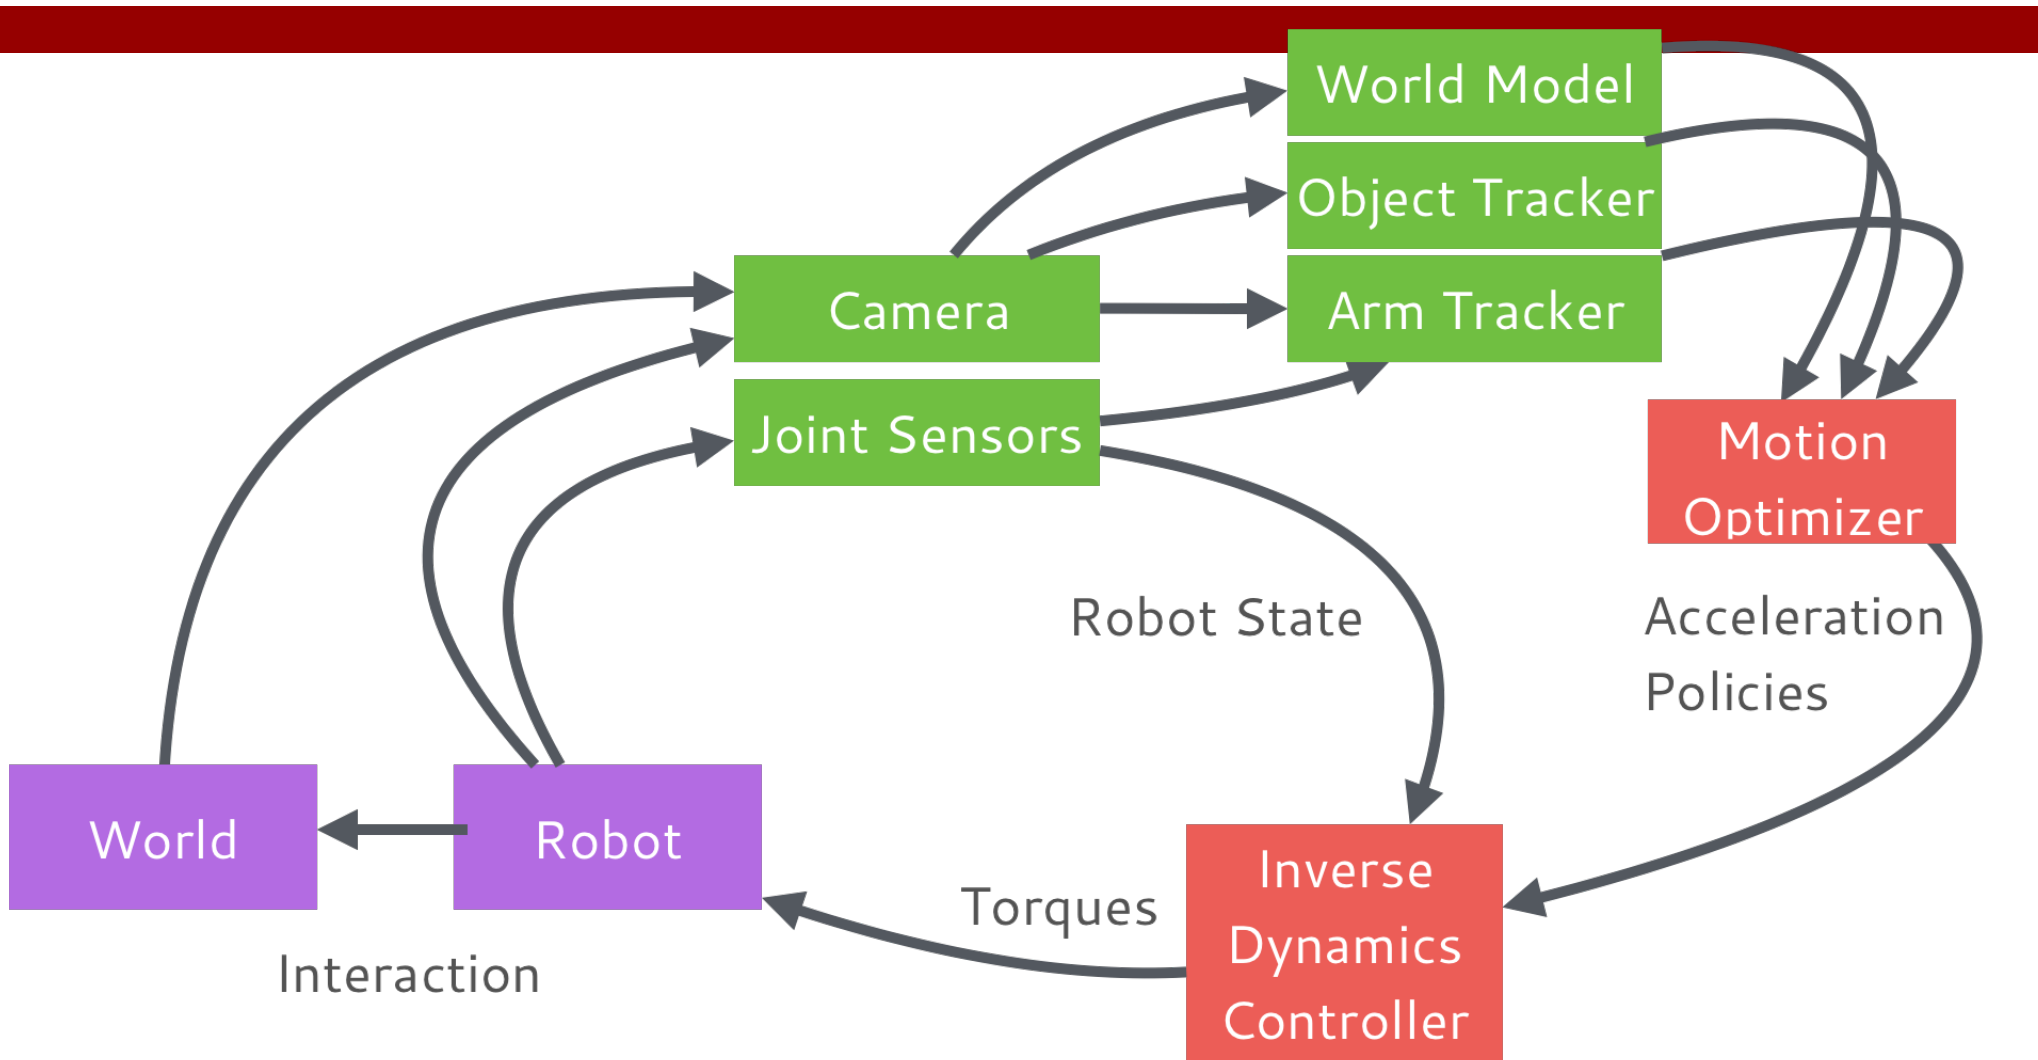 World Model
Object Tracker
Camera
Arm Tracker
Joint Sensors
Motion
Optimizer
Robot State
Acceleration
Policies
World
Robot
Inverse
Torques
Dynamics
Interaction
Controller